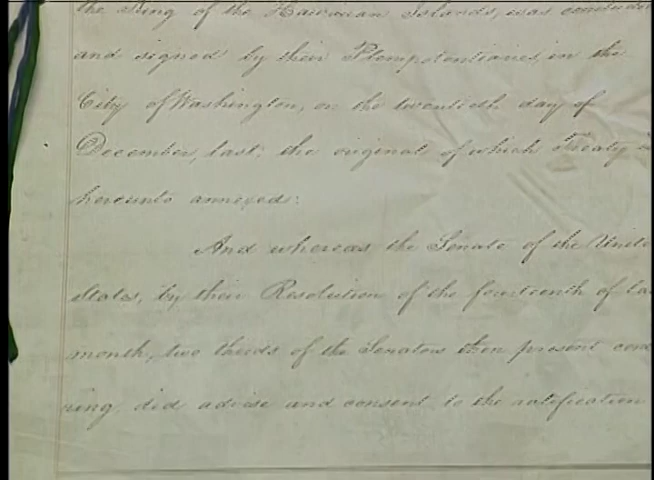 the King of the Hawaiian Islands, was conclude
and signed by their Plenipotentiaries, in the
City of Washington, on the twentieth day of
December, last; the original of which Treaty is
hereunto annexed:
And whereas the Senate of the Unite
States, by their Resolution of the fourteenth of la
month, two thirds of the Senators then present conc
ring, did, advise and consent to the ratification